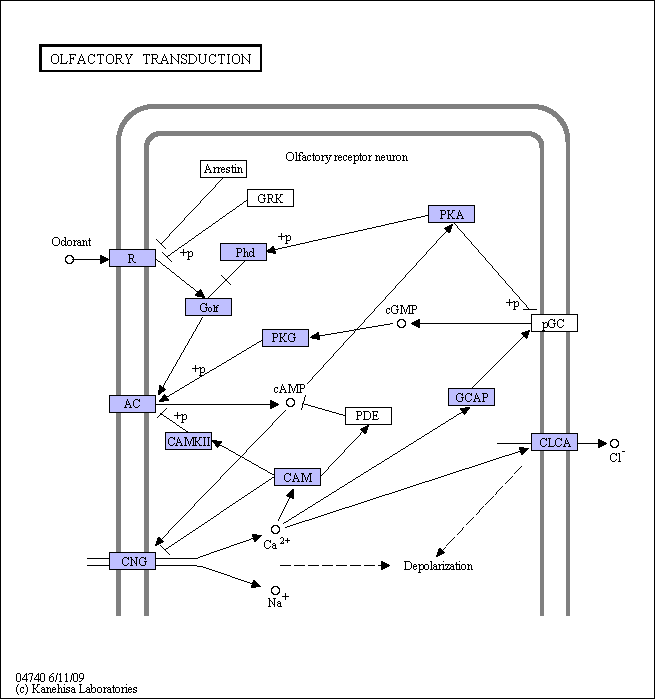 OLFACTORY TRANSDUCTION
Olfactory receptor neuron
Arrestin
GRK
PKA
Odorant
+p
+p
Phd
R
Golf
cGMP
+p
pGC
PKG
+p
cAMP
GCAP
AC
+p
PDE
CAMKII
CLCA
Cl-
CAM
Ca 2+
CNG
Depolarization
Na+
04740 6/11/09
(c) Kanehisa Laboratories